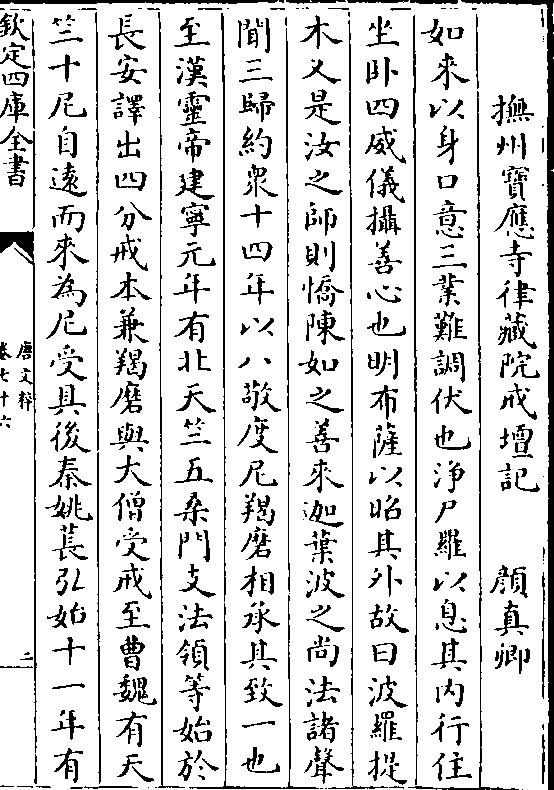 撫州寶應寺律藏院戒壇記 顔真卿
如來以身口意三業難調伏也淨尸羅以息其内行住
坐卧四威儀攝善心也明布薩以昭其外故曰波羅提
木乂是汝之師則憍陳如之善來迦葉波之尚法諸聲
聞三歸約衆十四年以八敬度尼羯磨相承其致一也
至漢靈帝建寧元年有北天竺五桑門支法領等始於
長安譯出四分戒本兼羯磨與大僧受戒至曹魏有天
竺十尼自遠而來為尼受具後秦姚萇弘始十一年有
欽定四庫全書
唐文粹
卷七十六
二